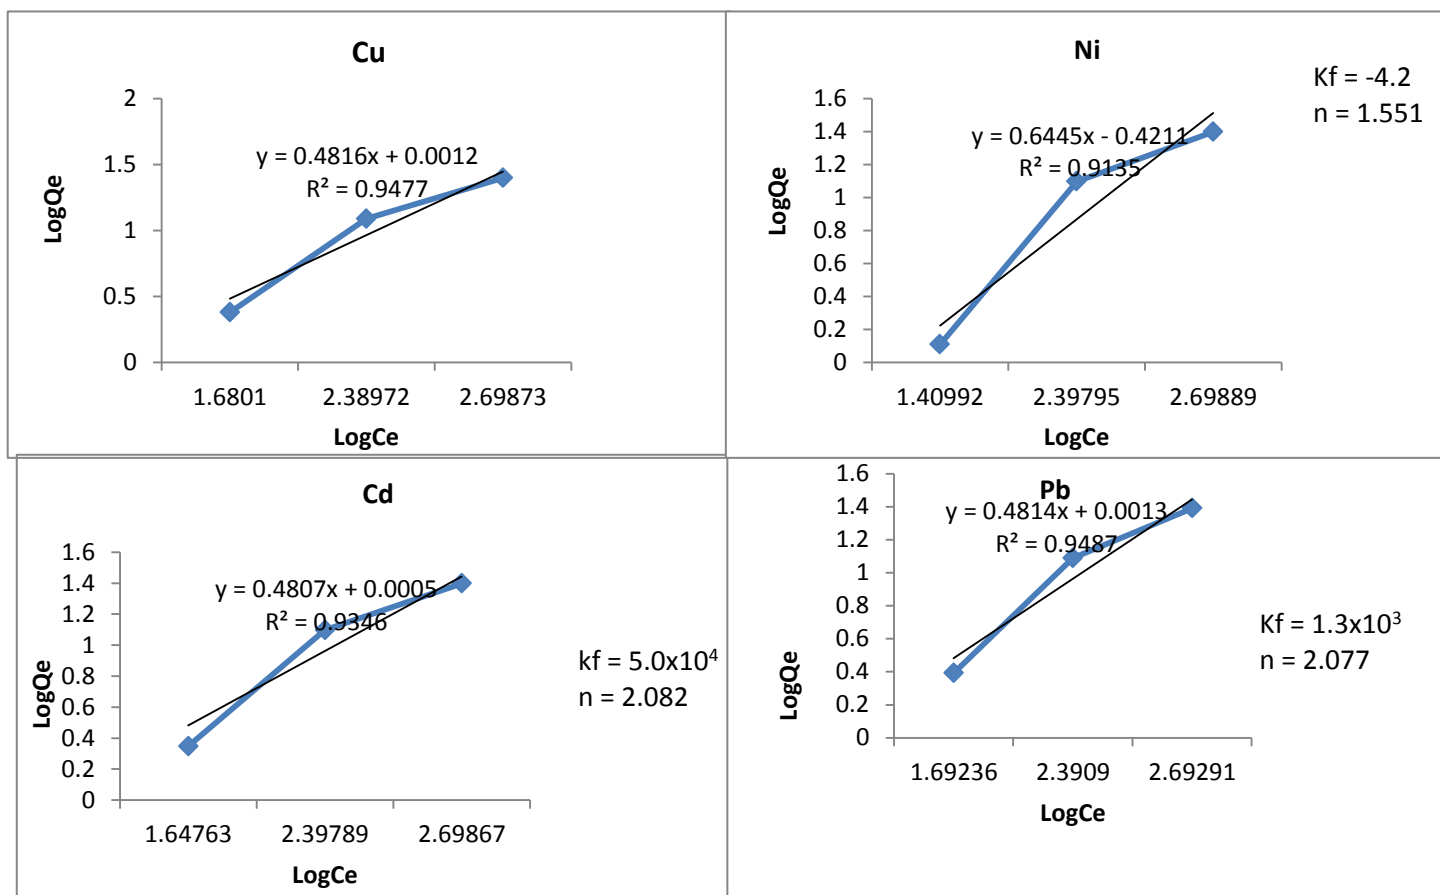 Cu
2
1.5
1
0.5
0
y = 0.4816x + 0.0012
R² = 0.9477
LogQe
1.6801 2.38972 2.69873
LogCe
Ni
Kf = -4.2
n = 1.551
1.6
1.4
1.2
1
0.8
0.6
0.4
0.2
0
y = 0.6445x - 0.4211
R² = 0.9135
LogQe
1.40992 2.39795 2.69889
LogCe
Cd
1.6
1.4
1.2
1
0.8
0.6
0.4
0.2
0
y = 0.4807x + 0.0005
R² = 0.9346
LogQe
kf = 5.0x10⁴
n = 2.082
1.64763 2.39789 2.69867
LogCe
Pb
1.6
1.4
1.2
1
0.8
0.6
0.4
0.2
0
y = 0.4814x + 0.0013
R² = 0.9487
LogQe
Kf = 1.3x10³
n = 2.077
1.69236 2.3909 2.69291
LogCe